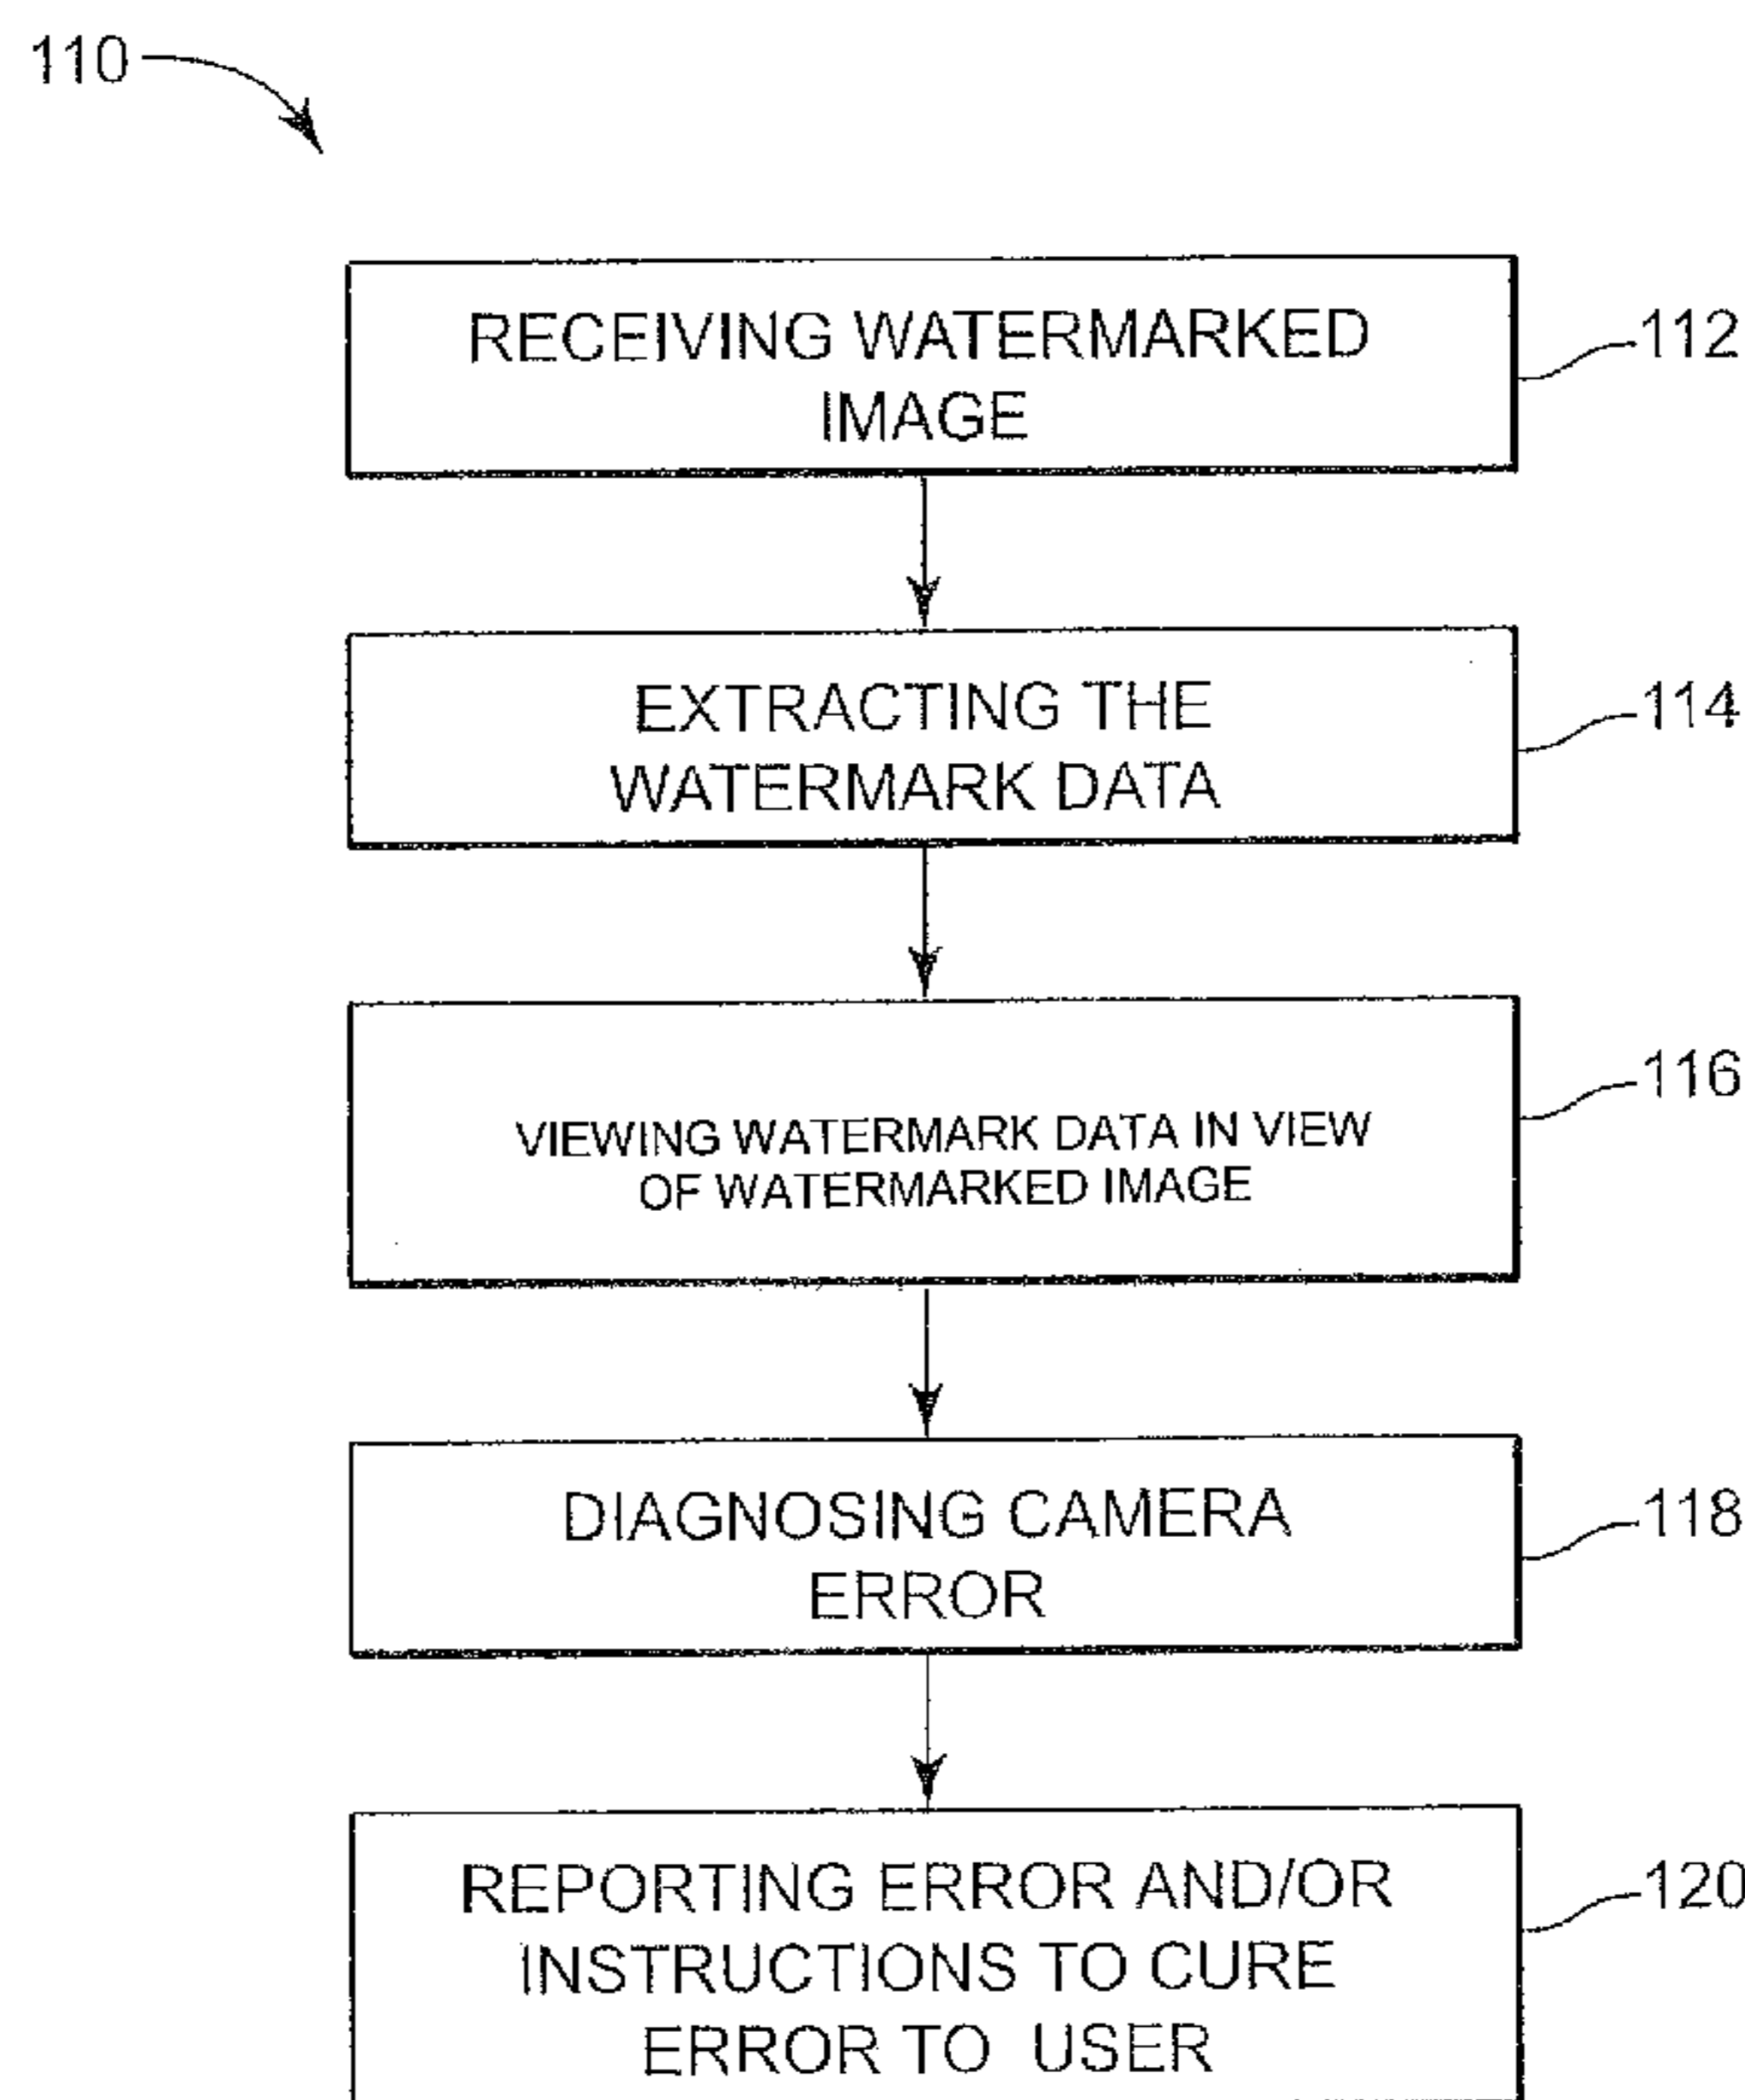 110
RECEIVING WATERMARKED
IMAGE
112
EXTRACTING THE
WATERMARK DATA
114
VIEWING WATERMARK DATA IN VIEW
OF WATERMARKED IMAGE
116
DIAGNOSING CAMERA
ERROR
118
REPORTING ERROR AND/OR
INSTRUCTIONS TO CURE
ERROR TO USER
120